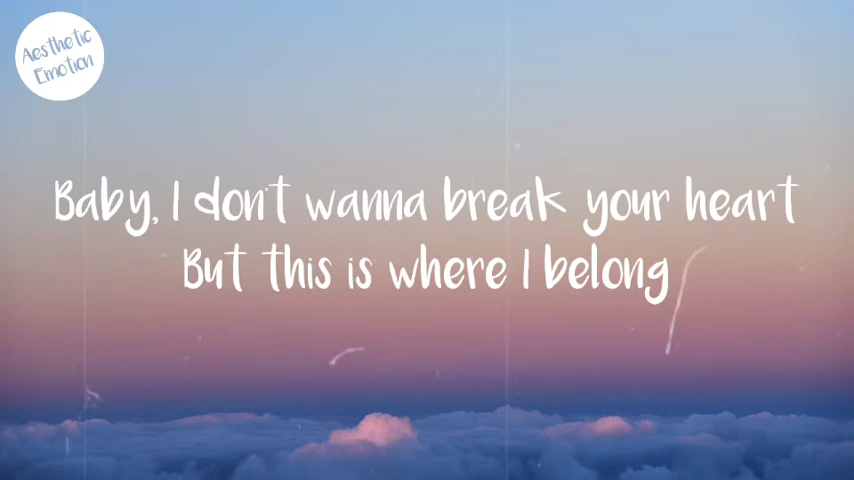 Aesthetic
Emotion
Baby, I don't wanna break your heart
But this is where I belong